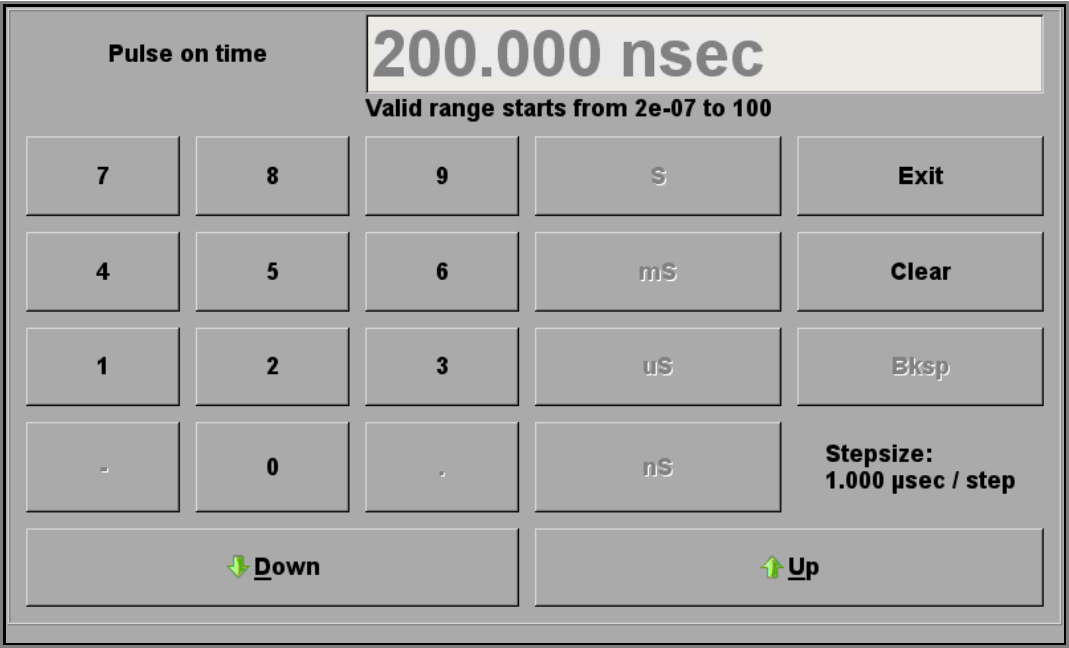 Pulse on time
200.000 nsec
Valid range starts from 2e-07 to 100
7 8 9 S Exit
4 5 6 mS Clear
1 2 3 uS Bksp
- 0 . nS
Stepsize:
1.000 µsec / step
Down Up